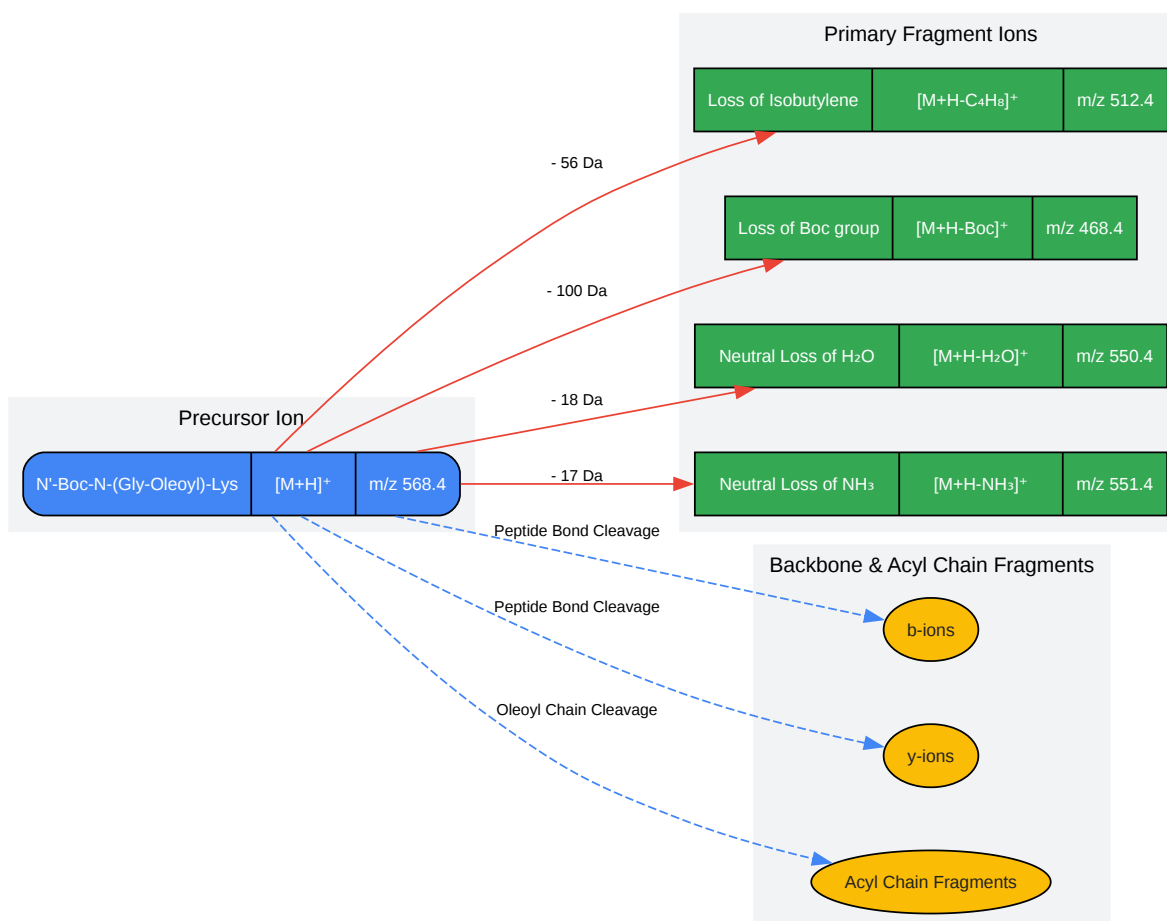 Primary Fragment Ions
Loss of Isobutylene [M+H-C₄H₈]⁺ m/z 512.4
- 56 Da
Loss of Boc group [M+H-Boc]⁺ m/z 468.4
- 100 Da
Neutral Loss of H₂O [M+H-H₂O]⁺ m/z 550.4
- 18 Da
Precursor Ion
N'-Boc-N-(Gly-Oleoyl)-Lys [M+H]⁺ m/z 568.4
- 17 Da
Neutral Loss of NH₃ [M+H-NH₃]⁺ m/z 551.4
Peptide Bond Cleavage
Backbone & Acyl Chain Fragments
Peptide Bond Cleavage
b-ions
Oleoyl Chain Cleavage
y-ions
Acyl Chain Fragments